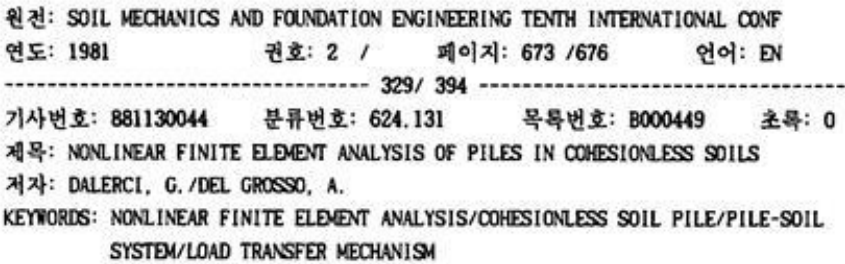 원전: SOIL MECHANICS AND FOUNDATION ENGINEERING TENTH INTERNATIONAL CONF
연도: 1981 권호: 2 / 페이지: 673 /676 언어: EN
---------------------------------- 329/ 394 ----------------------------------
기사번호: 881130044 분류번호: 624.131 목록번호: B000449 초록: 0
제목: NONLINEAR FINITE ELEMENT ANALYSIS OF PILES IN COHESIONLESS SOILS
저자: DALERCI, G./DEL GROSSO, A.
KEYWORDS: NONLINEAR FINITE ELEMENT ANALYSIS/COHESIONLESS SOIL PILE/PILE-SOIL
SYSTEM/LOAD TRANSFER MECHANISM